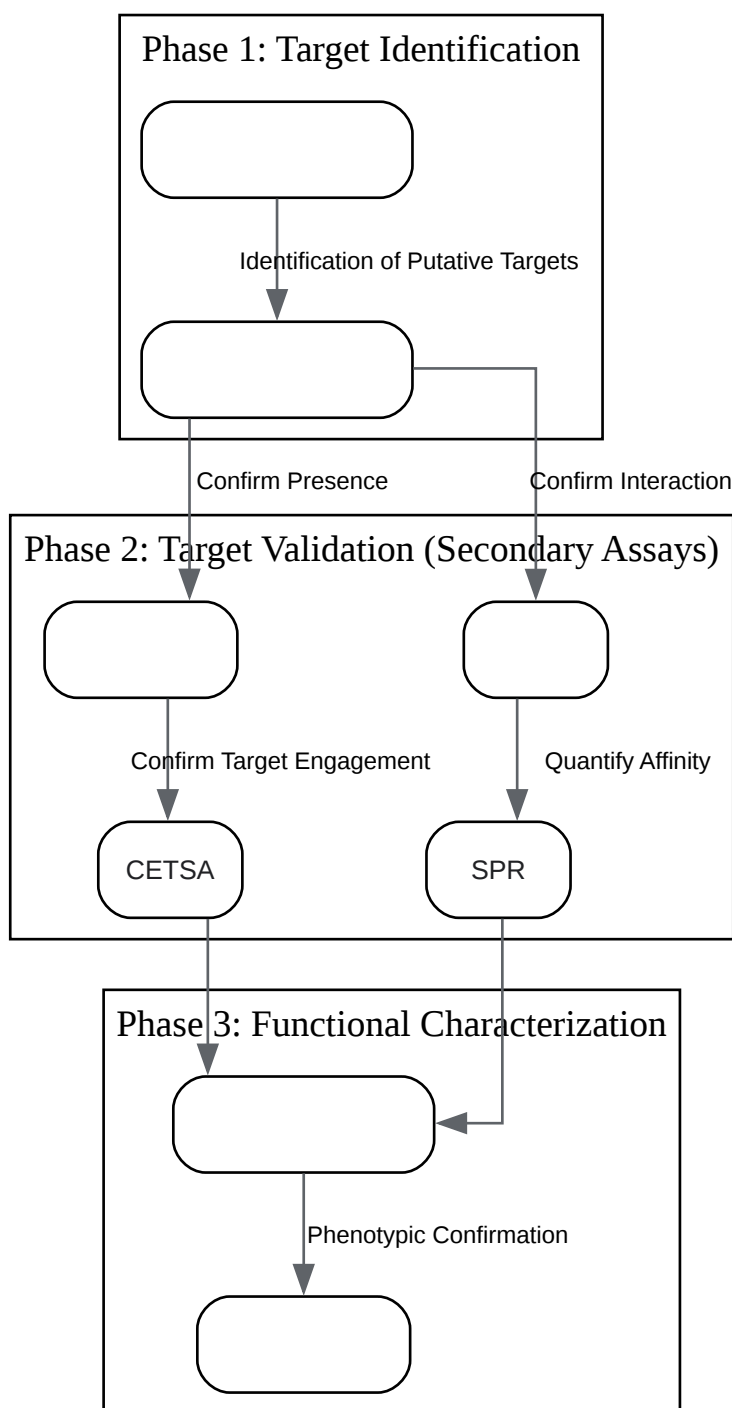 Phase 1: Target Identification
Identification of Putative Targets
Confirm Presence
Confirm Interaction
Phase 2: Target Validation (Secondary Assays)
Confirm Target Engagement
Quantify Affinity
CETSA
SPR
Phase 3: Functional Characterization
Phenotypic Confirmation